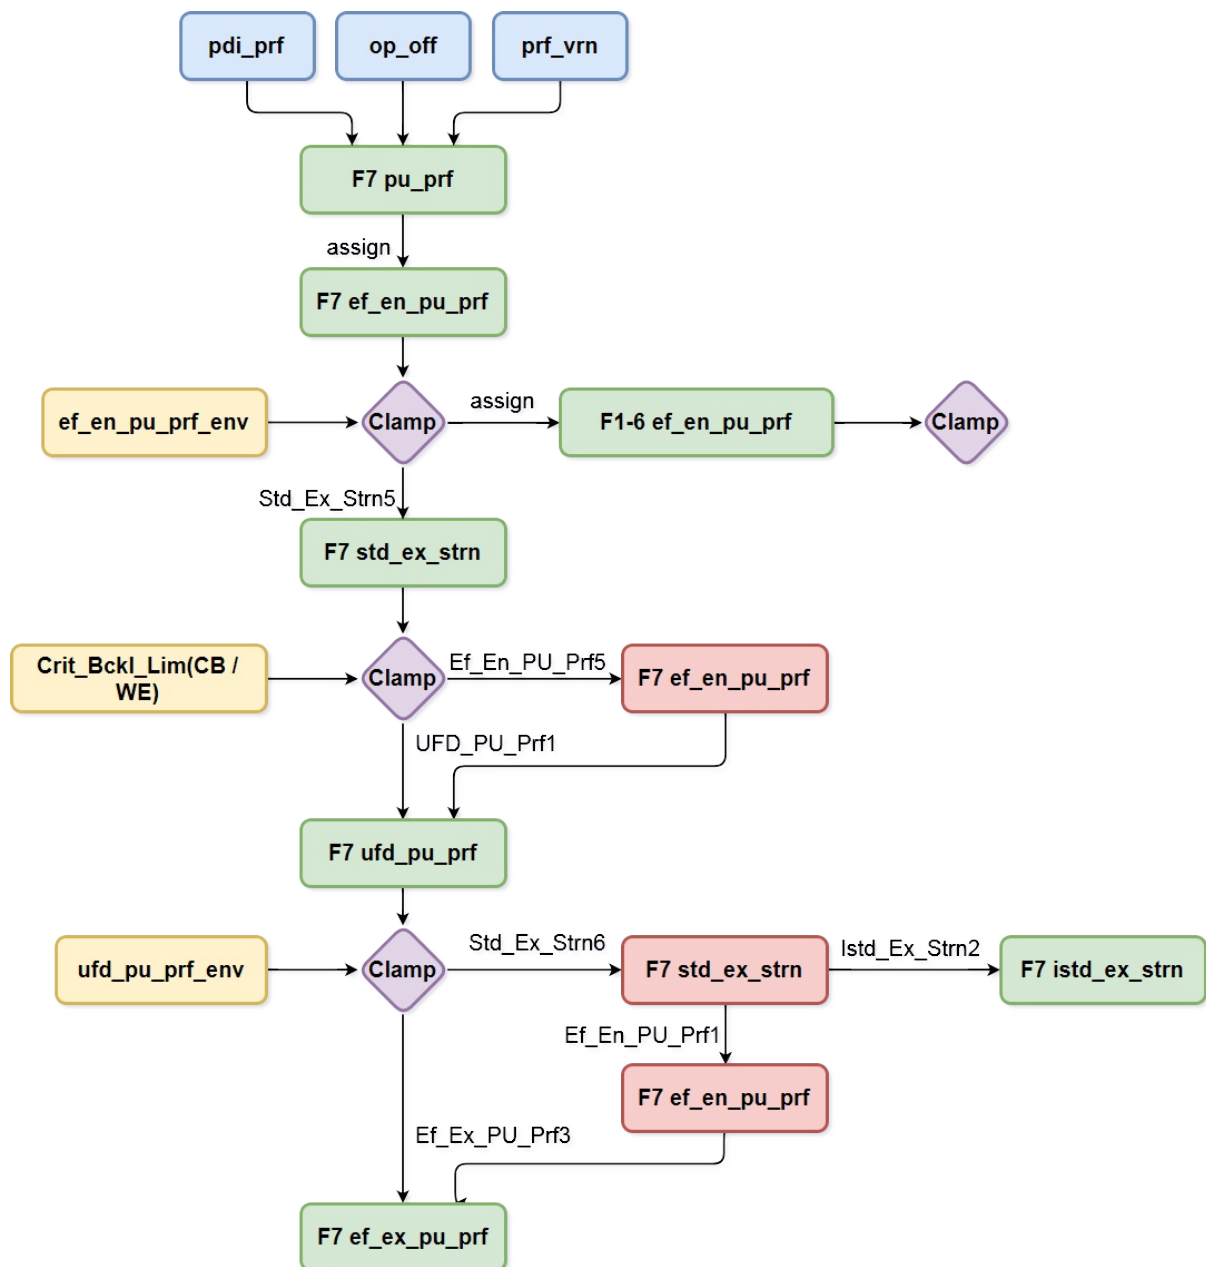 pdi_prf
op_off
prf_vrn
F7 pu_prf
assign
F7 ef_en_pu_prf
ef_en_pu_prf_env
Clamp
assign
F1-6 ef_en_pu_prf
Clamp
Std_Ex_Strn5
F7 std_ex_strn
Crit_Bckl_Lim(CB /
WE)
Clamp
Ef_En_PU_Prf5
F7 ef_en_pu_prf
UFD_PU_Prf1
F7 ufd_pu_prf
ufd_pu_prf_env
Clamp
Std_Ex_Strn6
F7 std_ex_strn
Istd_Ex_Strn2
F7 istd_ex_strn
Ef_En_PU_Prf1
F7 ef_en_pu_prf
Ef_Ex_PU_Prf3
F7 ef_ex_pu_prf